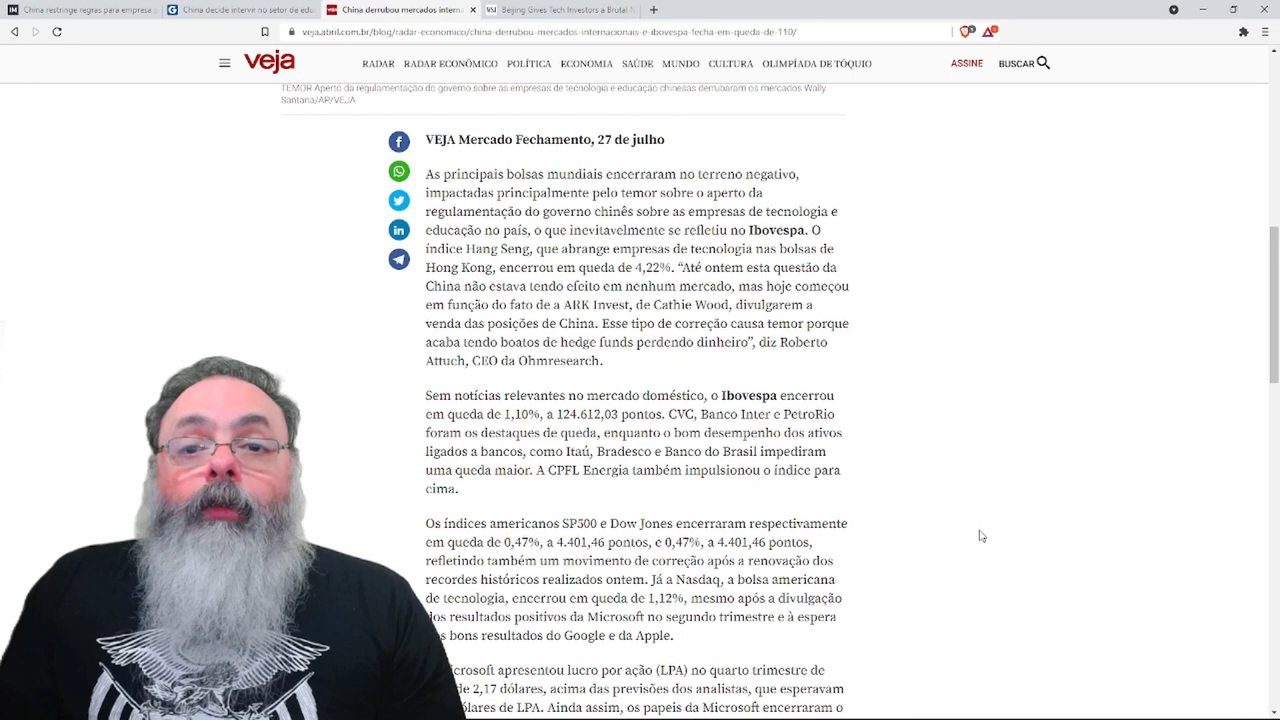 China restringe regras para empresa
China decide intervir no setor de edu
China derrubou mercados interna
Beijing Gives Tech Investors a Brutal
veja.abril.com.br/blog/radar-economico/china-derrubou-mercados-internacionais-e-ibovespa-fecha-em-queda-de-110/
veja
RADAR RADAR ECONÔMICO POLÍTICA ECONOMIA SAÚDE MUNDO CULTURA OLIMPÍADA DE TÓQUIO
ASSINE BUSCAR
TEMOR Aperto da regulamentação do governo sobre as empresas de tecnologia e educação chinesas derrubaram os mercados Wally
Santana/AP/VEJA
VEJA Mercado Fechamento, 27 de julho
As principais bolsas mundiais encerraram no terreno negativo,
impactadas principalmente pelo temor sobre o aperto da
regulamentação do governo chinês sobre as empresas de tecnologia e
educação no país, o que inevitavelmente se refletiu no Ibovespa. O
índice Hang Seng, que abrange empresas de tecnologia nas bolsas de
Hong Kong, encerrou em queda de 4,22%. “Até ontem esta questão da
China não estava tendo efeito em nenhum mercado, mas hoje começou
em função do fato de a ARK Invest, de Cathie Wood, divulgarem a
venda das posições de China. Esse tipo de correção causa temor porque
acaba tendo boatos de hedge funds perdendo dinheiro”, diz Roberto
Attuch, CEO da Ohmresearch.
Sem notícias relevantes no mercado doméstico, o Ibovespa encerrou
em queda de 1,10%, a 124.612,03 pontos. CVC, Banco Inter e PetroRio
foram os destaques de queda, enquanto o bom desempenho dos ativos
ligados a bancos, como Itaú, Bradesco e Banco do Brasil impediram
uma queda maior. A CPFL Energia também impulsionou o índice para
cima.
Os índices americanos SP500 e Dow Jones encerraram respectivamente
em queda de 0,47%, a 4.401,46 pontos, e 0,47%, a 4.401,46 pontos,
refletindo também um movimento de correção após a renovação dos
recordes históricos realizados ontem. Já a Nasdaq, a bolsa americana
de tecnologia, encerrou em queda de 1,12%, mesmo após a divulgação
dos resultados positivos da Microsoft no segundo trimestre e à espera
bons resultados do Google e da Apple.
icrosoft apresentou lucro por ação (LPA) no quarto trimestre de
de 2,17 dólares, acima das previsões dos analistas, que esperavam
ólares de LPA. Ainda assim, os papeis da Microsoft encerraram o